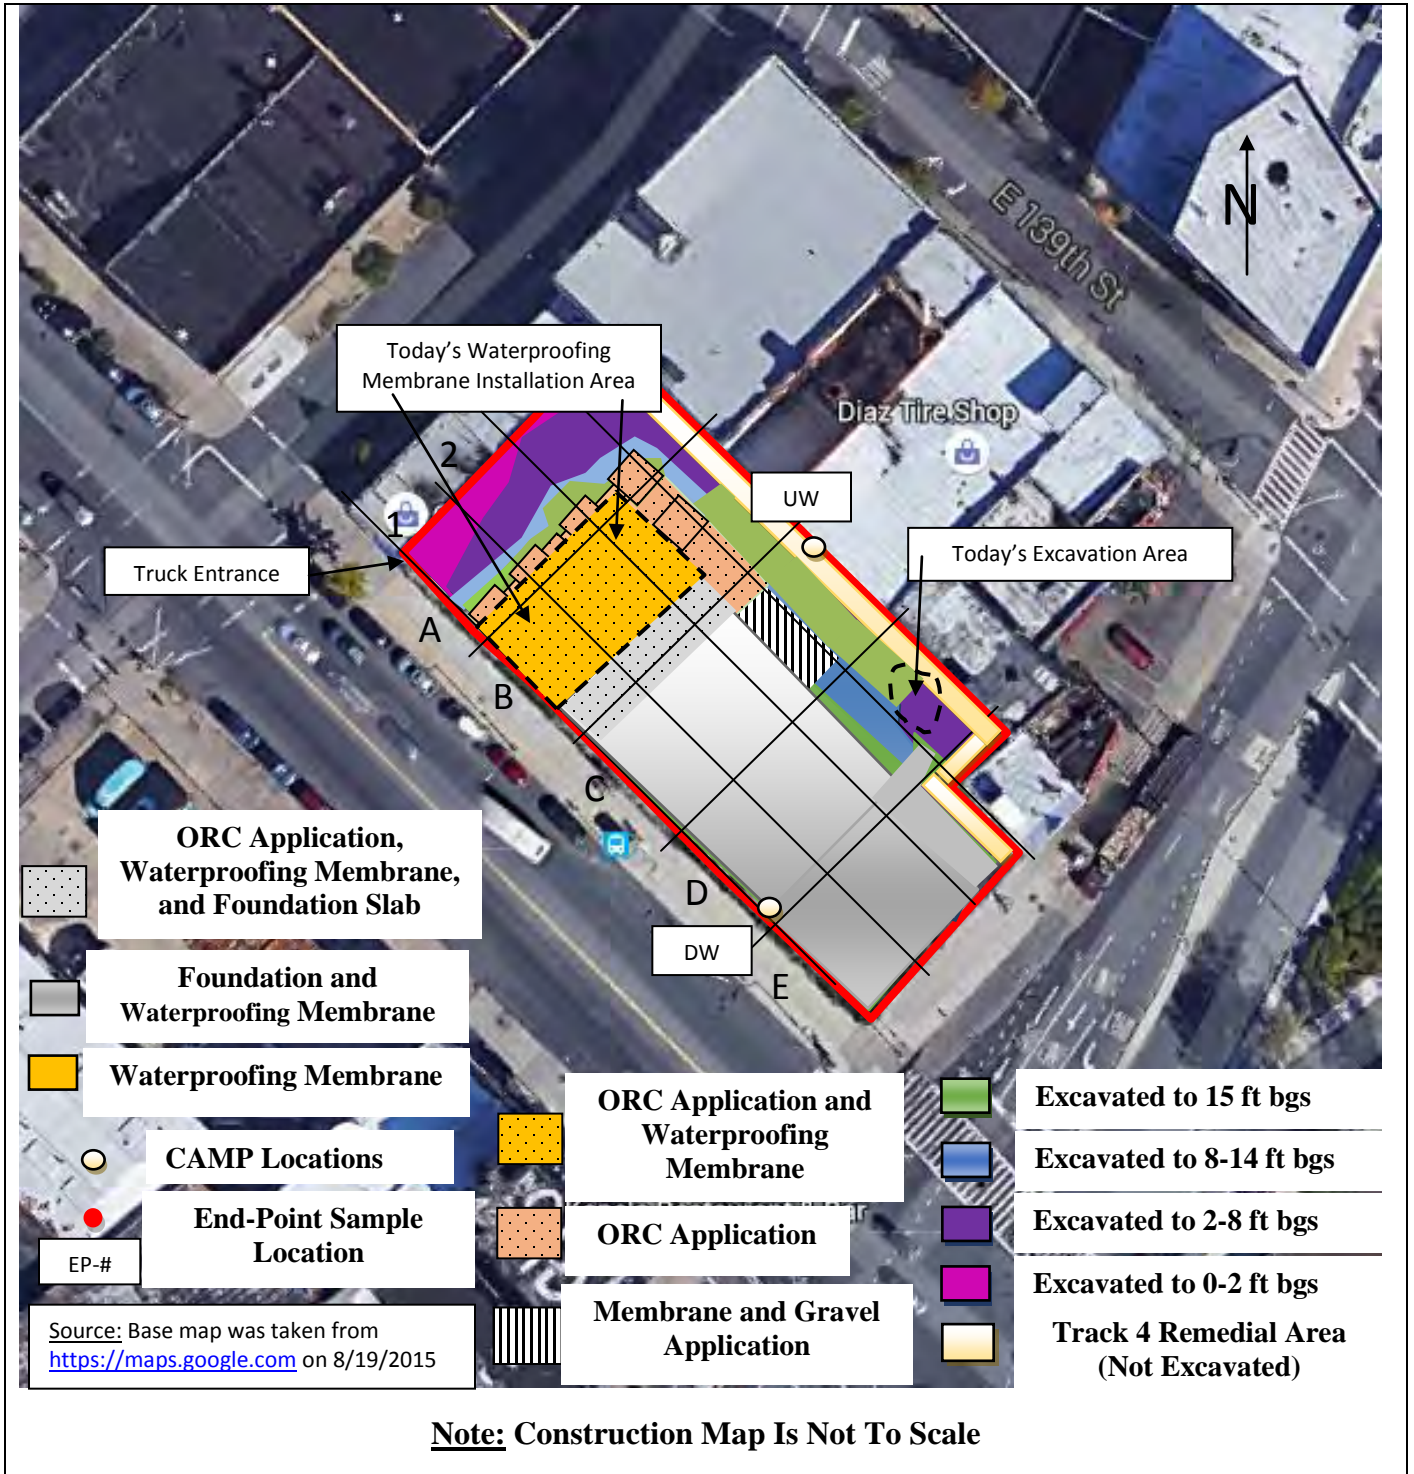 E 139th St
N
Today's Waterproofing
Membrane Installation Area
Diaz Tire Shop
2
UW
1
Today's Excavation Area
Truck Entrance
A
B
C
D
DW
E
ORC Application,
Waterproofing Membrane,
and Foundation Slab
Foundation and
Waterproofing Membrane
Waterproofing Membrane
CAMP Locations
End-Point Sample
Location
EP-#
Source: Base map was taken from
https://maps.google.com on 8/19/2015
ORC Application and
Waterproofing
Membrane
ORC Application
Membrane and Gravel
Application
Excavated to 15 ft bgs
Excavated to 8-14 ft bgs
Excavated to 2-8 ft bgs
Excavated to 0-2 ft bgs
Track 4 Remedial Area
(Not Excavated)
Note: Construction Map Is Not To Scale